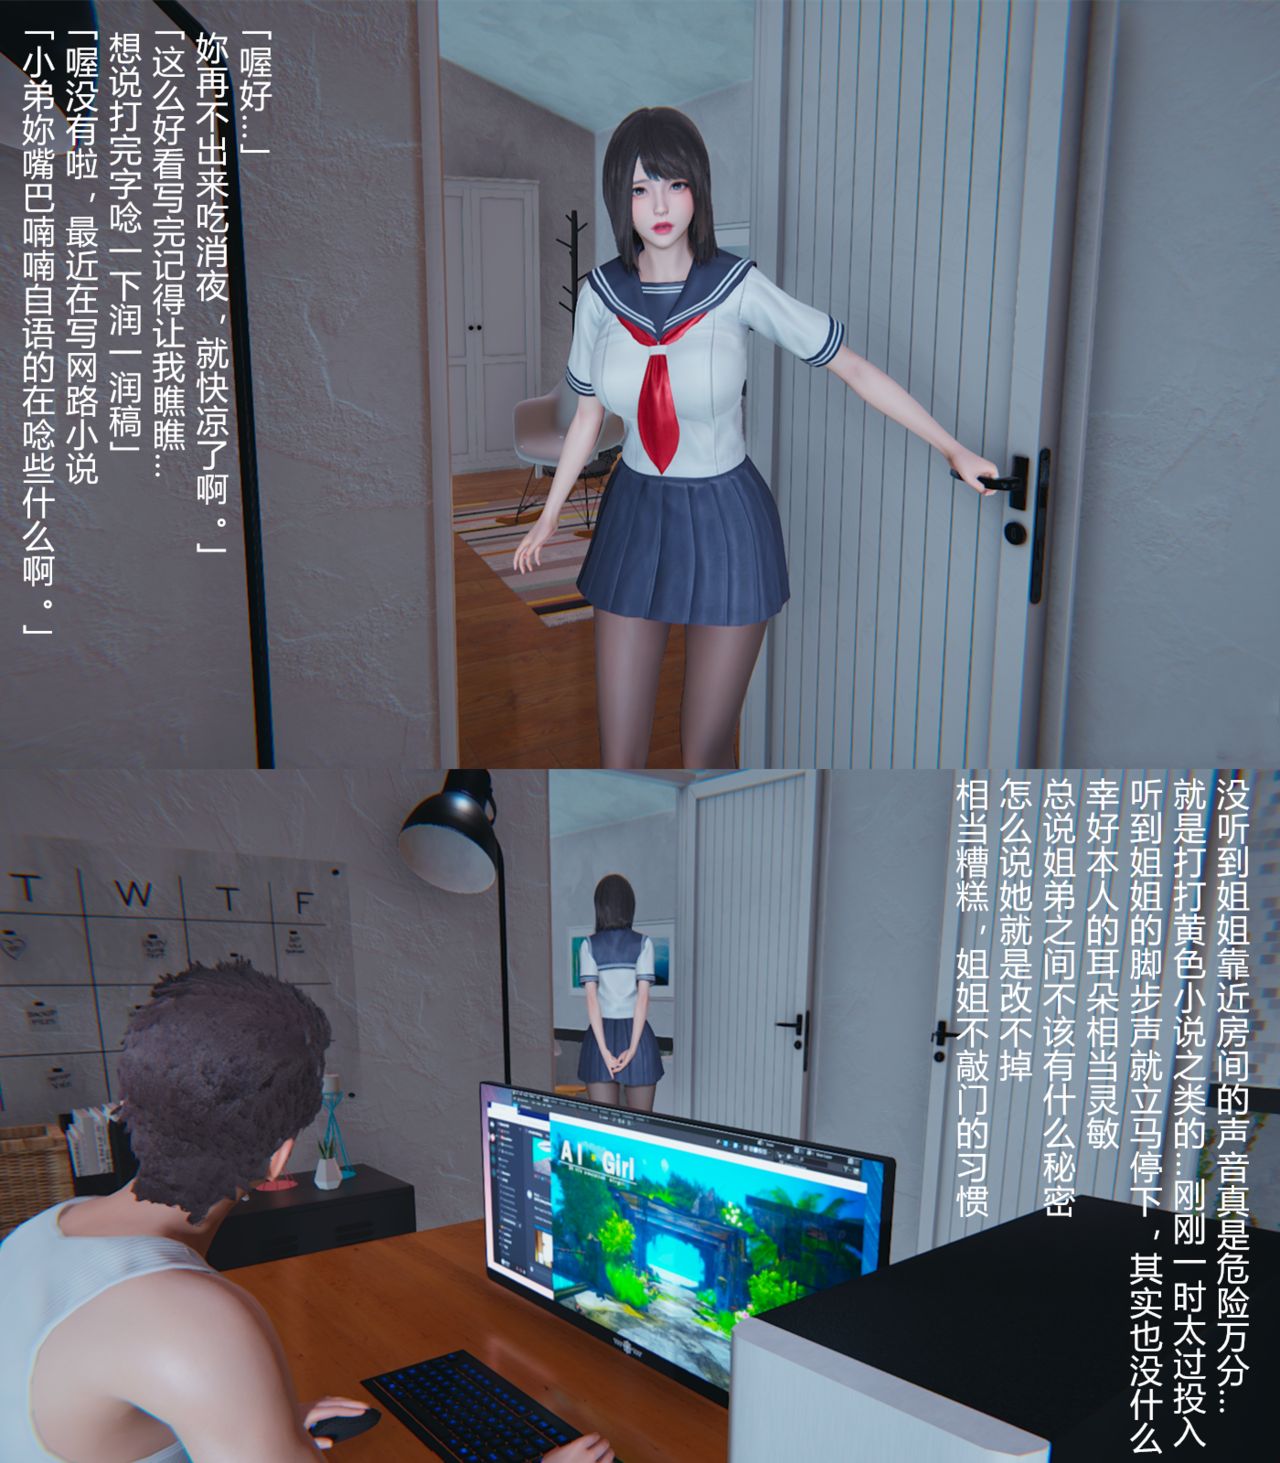 「小弟妳嘴巴喃喃自语的在唸些什么啊。」
「喔没有啦，最近在写网路小说
想说打完字唸一下润一润稿」
「这么好看写完记得让我瞧瞧...
妳再不出来吃消夜，就快凉了啊。」
「喔好...」
相当糟糕，姐姐不敲门的习惯
怎么说她就是改不掉
总说姐弟之间不该有什么秘密
幸好本人的耳朵相当灵敏
听到姐姐的脚步声就立马停下，其实也没什么
就是打打黄色小说之类的...刚刚一时太过投入
没听到姐姐靠近房间的声音真是危险万分...
T W T F
AI Girl